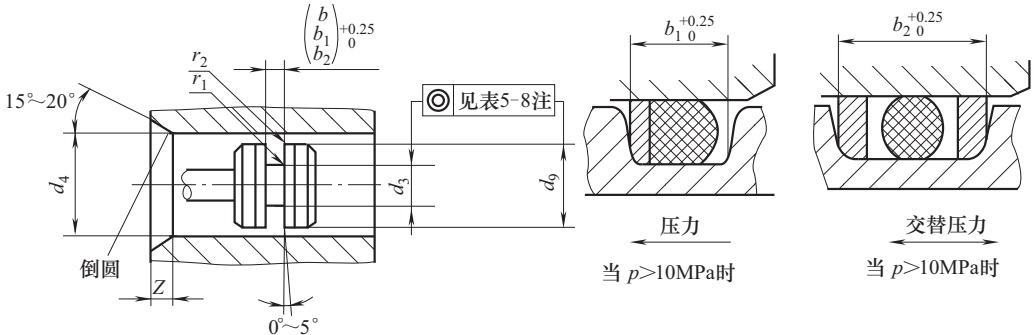 b
b₁
b₂
+0.25
0
r₂
r₁
15°~20°
见表5-8注
d₄
d₃
d₉
倒圆
Z
0°~5°
b₁ +0.25 0
压力
当 p>10MPa时
b₂ +0.25 0
交替压力
当 p>10MPa时